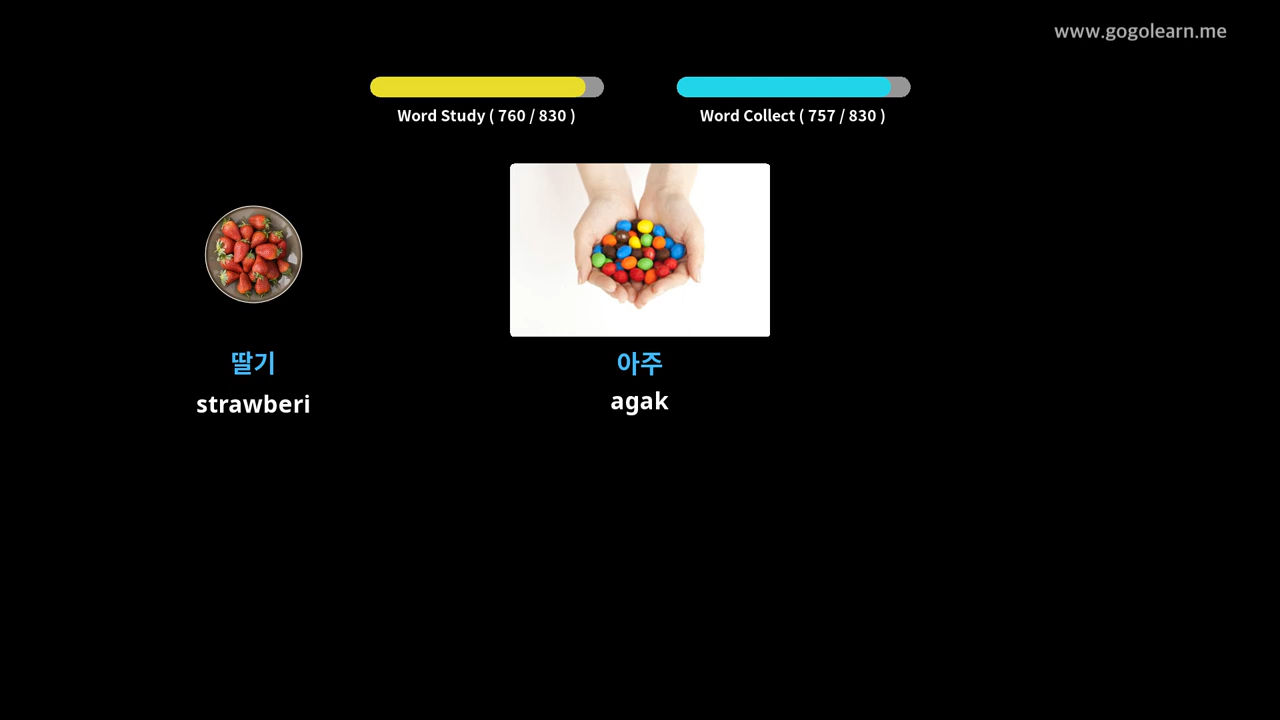 www.gogolearn.me
Word Study ( 760 / 830 )
Word Collect ( 757 / 830 )
딸기
strawberi
아주
agak